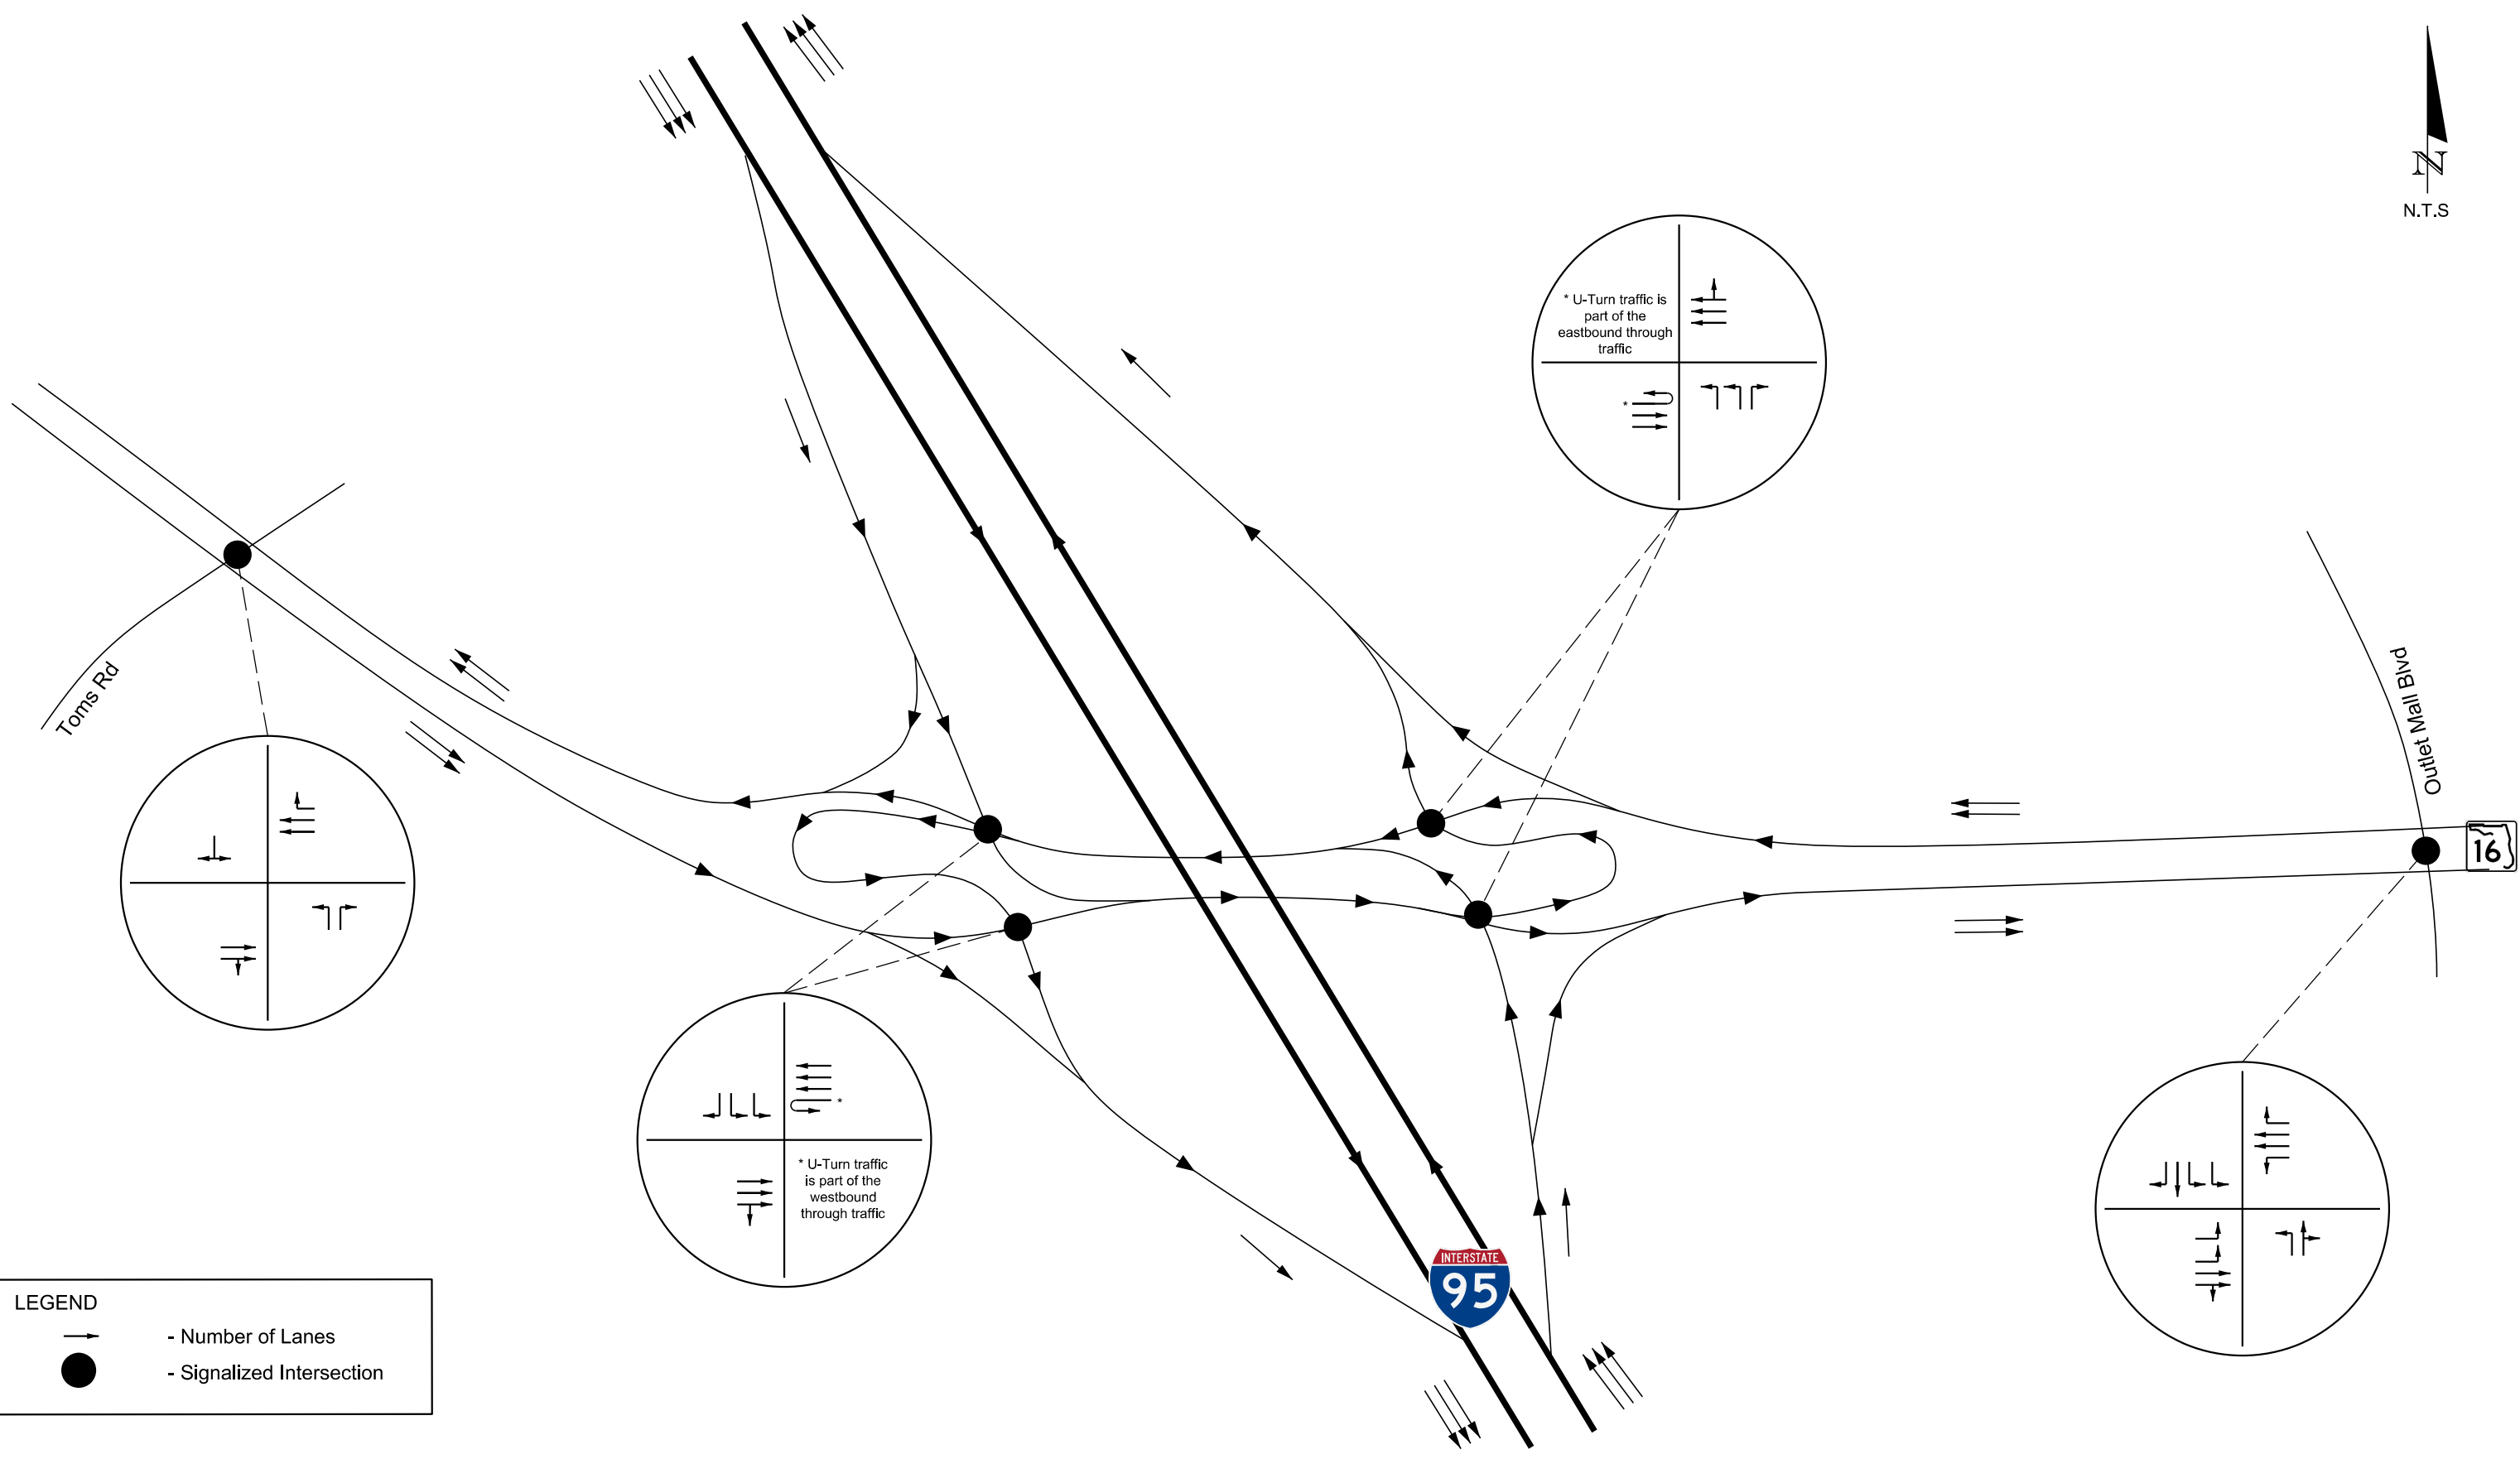 N
N.T.S
* U-Turn traffic is
part of the
eastbound through
traffic
*
Toms Rd
Outlet Mall Blvd
16
*
* U-Turn traffic
is part of the
westbound
through traffic
INTERSTATE
95
LEGEND
- Number of Lanes
- Signalized Intersection